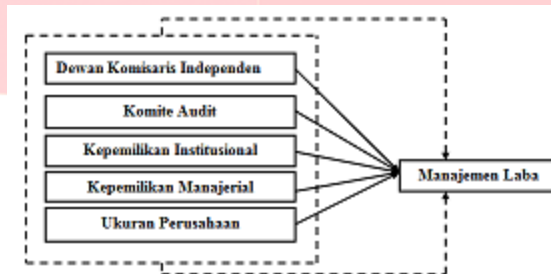 Dewan Komisaris Independen
Komite Audit
Kepemilikan Institusional
Kepemilikan Manajerial
Ukuran Perusahaan
Manajemen Laba